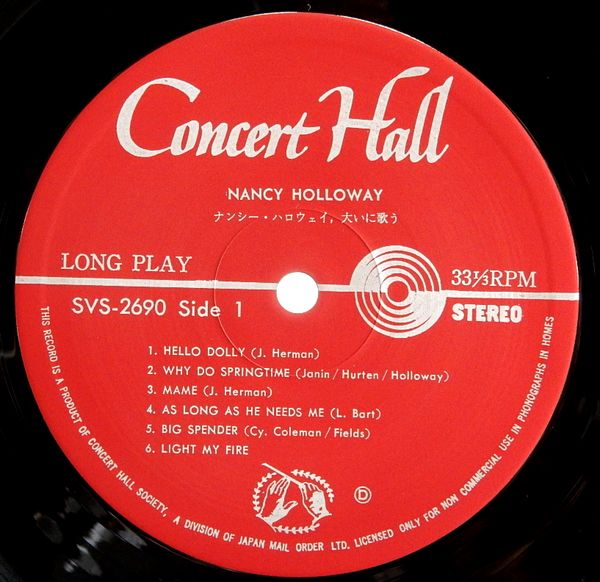 Concert Hall
NANCY HOLLOWAY
ナンシー・ハロウェイ,大いに歌う
LONG PLAY
33⅓RPM
SVS-2690 Side 1
STEREO
1. HELLO DOLLY (J. Herman)
2. WHY DO SPRINGTIME (Janin/Hurten/Holloway)
3. MAME (J. Herman)
4. AS LONG AS HE NEEDS ME (L. Bart)
5. BIG SPENDER (Cy. Coleman/Fields)
6. LIGHT MY FIRE
Ⓓ
THIS RECORD IS A PRODUCT OF CONCERT HALL SOCIETY, A DIVISION OF JAPAN MAIL ORDER LTD. LICENSED ONLY FOR NON COMMERCIAL USE IN PHONOGRAPHS IN HOMES